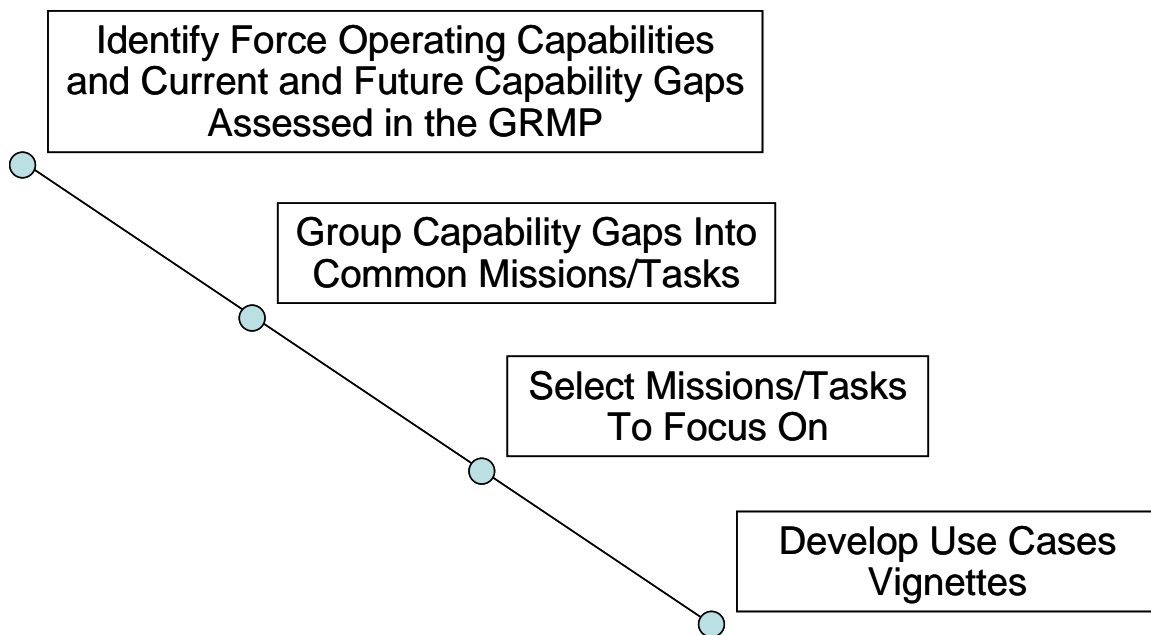 Identify Force Operating Capabilities
and Current and Future Capability Gaps
Assessed in the GRMP
Group Capability Gaps Into
Common Missions/Tasks
Select Missions/Tasks
To Focus On
Develop Use Cases
Vignettes